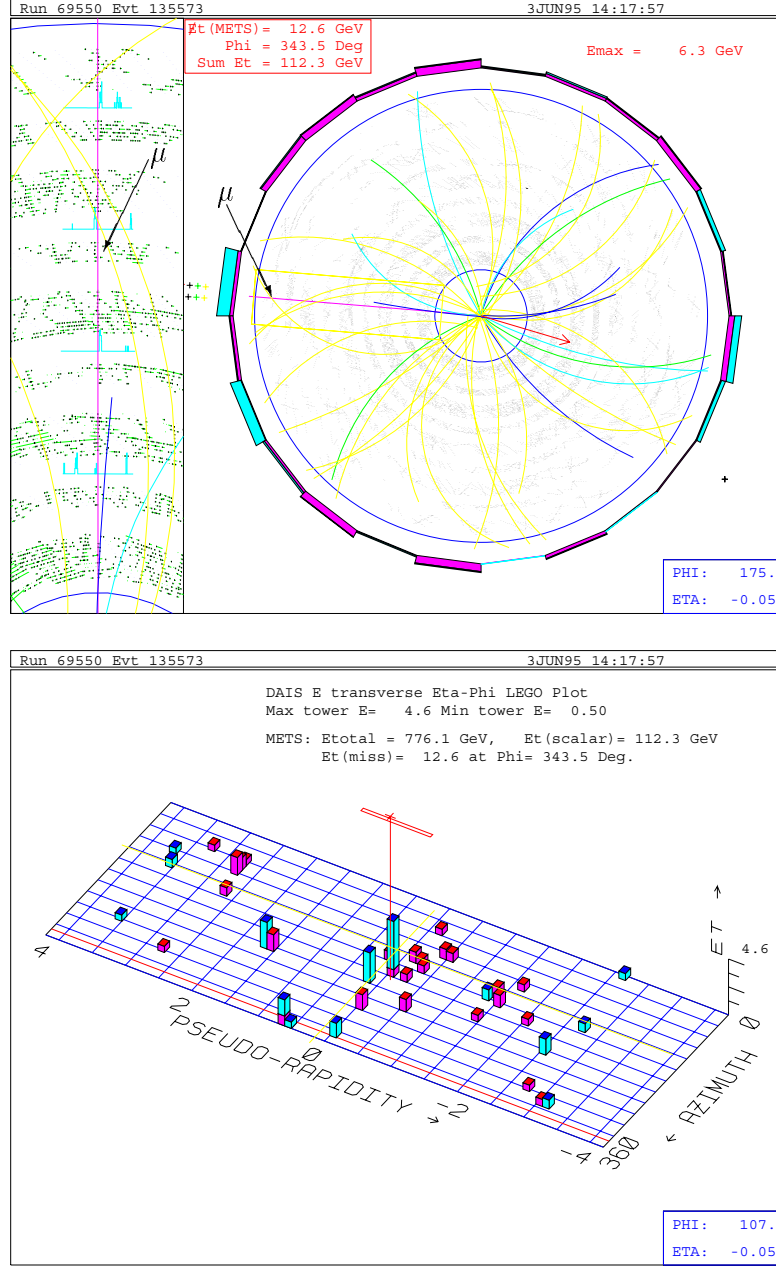 Run 69550 Evt 135573 3JUN95 14:17:57
Et(METS)= 12.6 GeV
Phi = 343.5 Deg
Sum Et = 112.3 GeV
Emax = 6.3 GeV
μ
μ
PHI: 175.
ETA: -0.05
Run 69550 Evt 135573 3JUN95 14:17:57
DAIS E transverse Eta-Phi LEGO Plot
Max tower E= 4.6 Min tower E= 0.50
METS: Etotal = 776.1 GeV, Et(scalar)= 112.3 GeV
Et(miss)= 12.6 at Phi= 343.5 Deg.
ET →
4.6
4
2
0
-2
-4
PSEUDO-RAPIDITY →
0
← AZIMUTH
360
PHI: 107.
ETA: -0.05